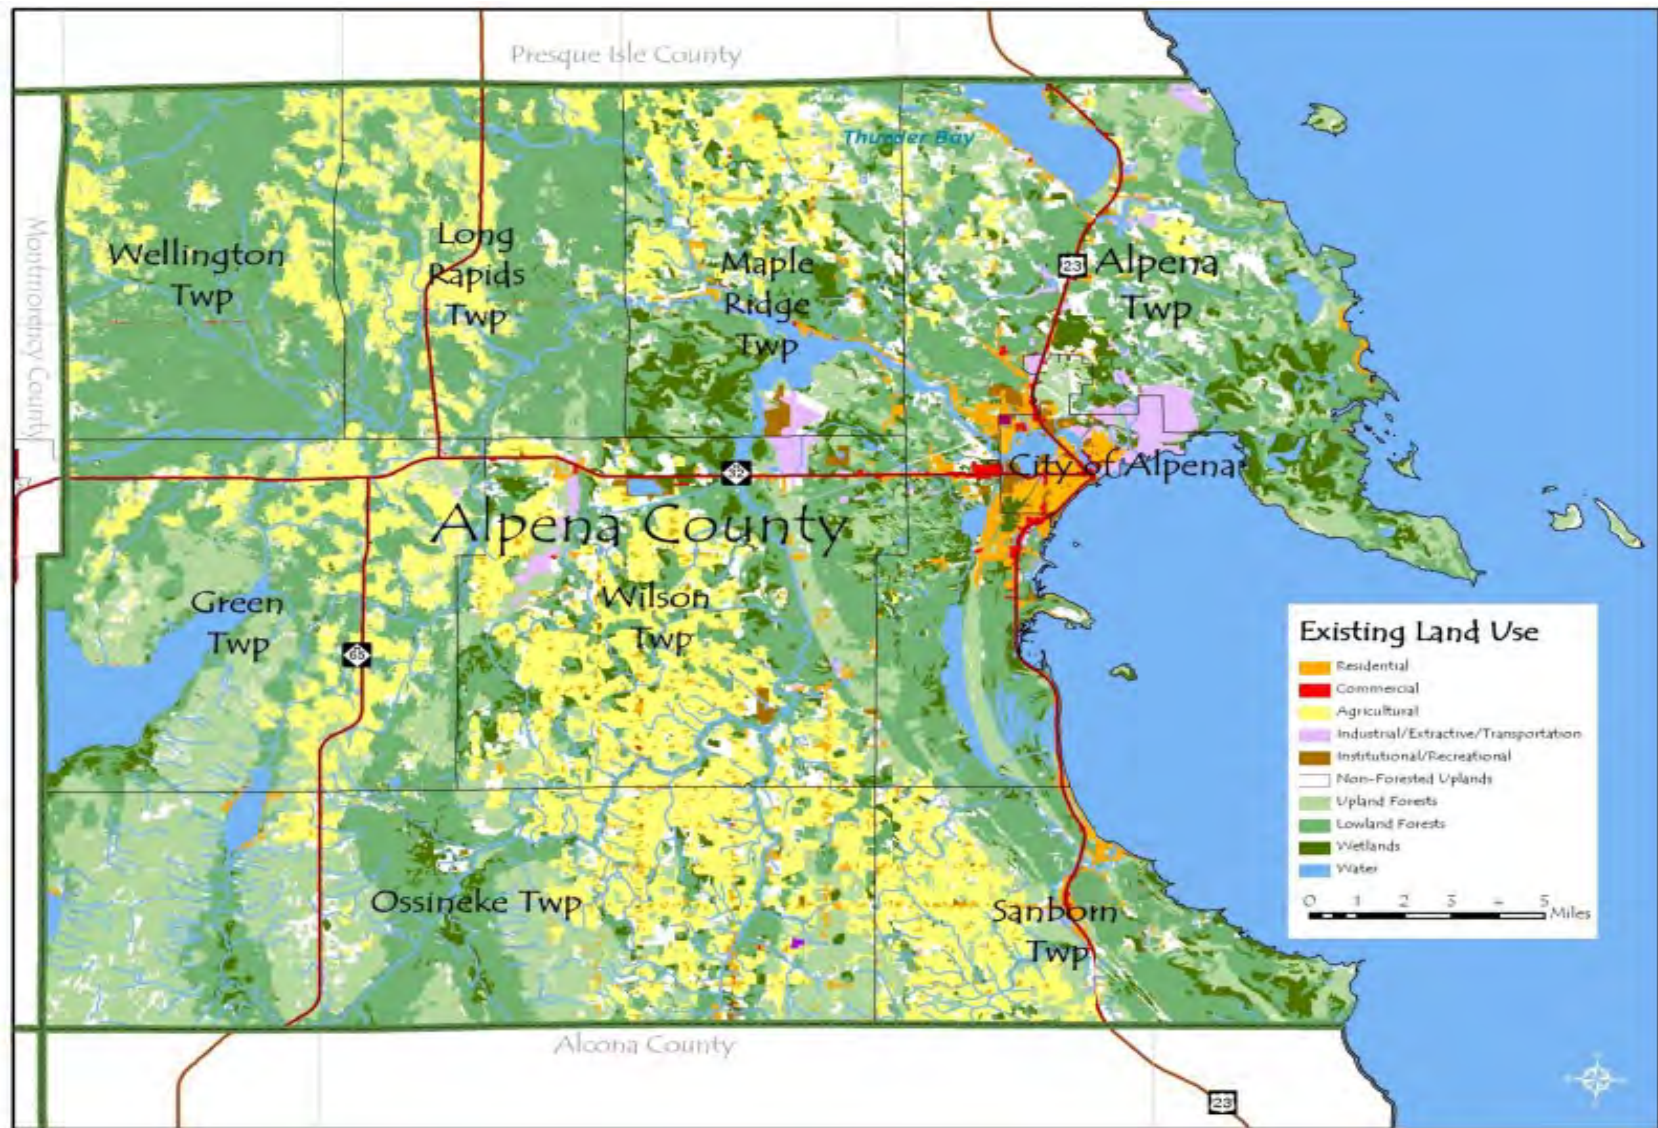 Presque Isle County
Thunder Bay
Montmorency County
Wellington
Twp
Long
Rapids
Twp
Maple
Ridge
Twp
23
Alpena
Twp
32
City of Alpena
Alpena County
Green
Twp
65
Wilson
Twp
Ossineke Twp
Sanborn
Twp
Alcona County
23
Existing Land Use
Residential
Commercial
Agricultural
Industrial/Extractive/Transportation
Institutional/Recreational
Non-Forested Uplands
Upland Forests
Lowland Forests
Wetlands
Water
0 1 2 3 4 5
Miles